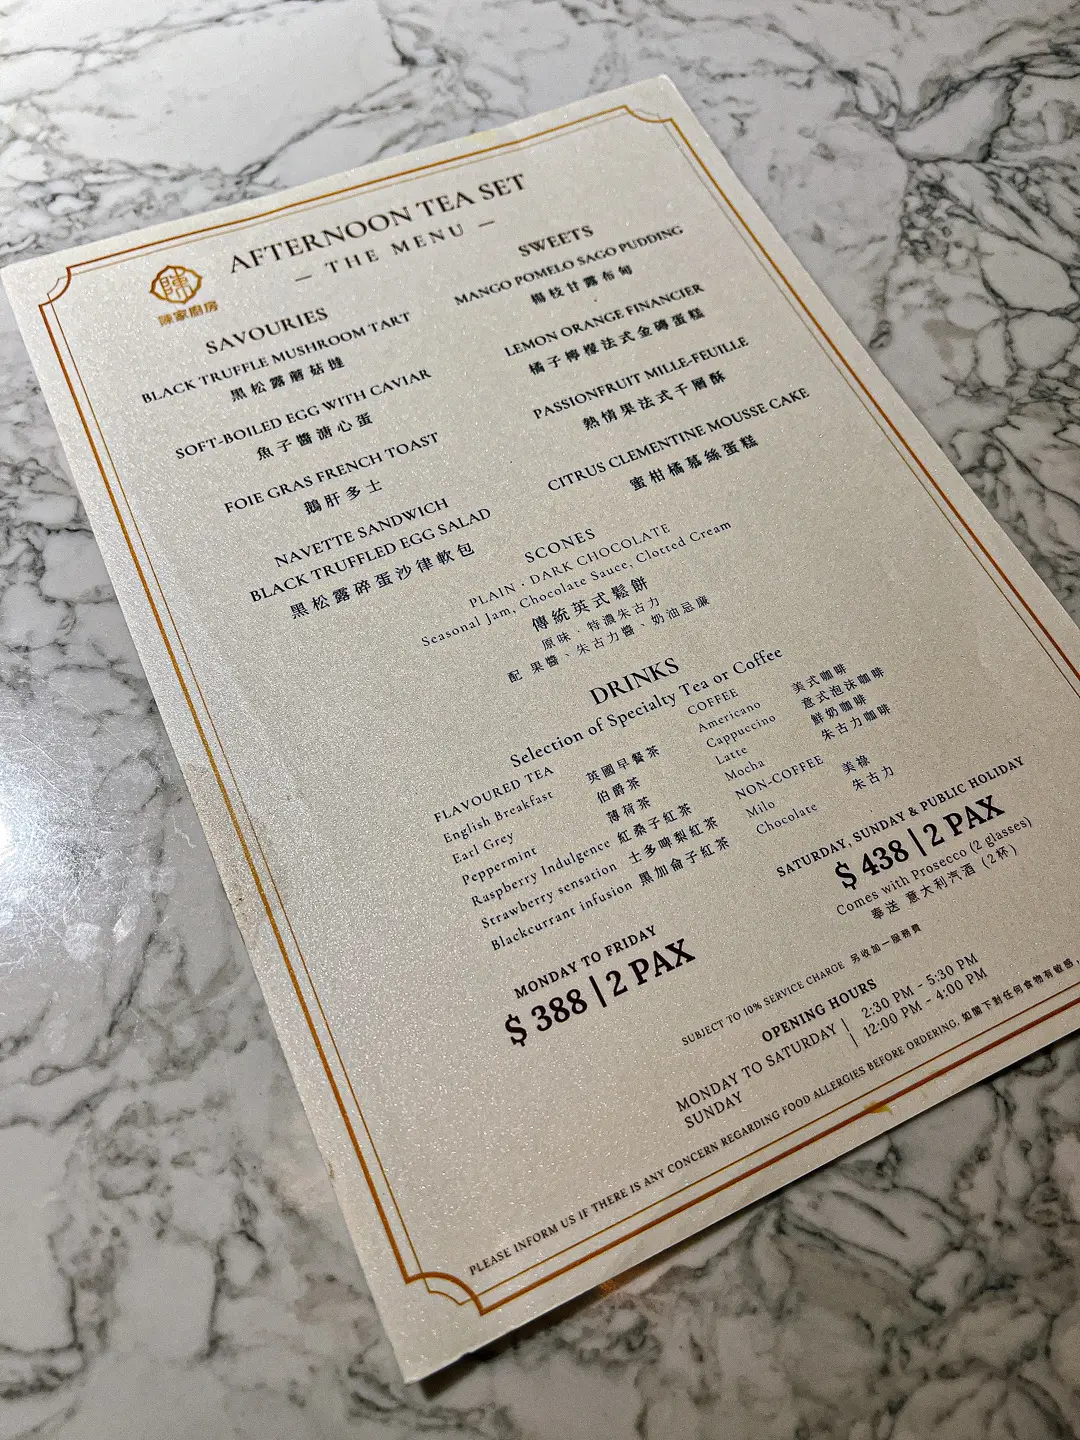 AFTERNOON TEA SET
— THE MENU —
陳
陳家廚房
SAVOURIES
BLACK TRUFFLE MUSHROOM TART
黑松露蘑菇撻
SOFT-BOILED EGG WITH CAVIAR
魚子醬溏心蛋
FOIE GRAS FRENCH TOAST
鵝肝多士
NAVETTE SANDWICH
BLACK TRUFFLED EGG SALAD
黑松露碎蛋沙律軟包
SWEETS
MANGO POMELO SAGO PUDDING
楊枝甘露布甸
LEMON ORANGE FINANCIER
橘子檸檬法式金磚蛋糕
PASSIONFRUIT MILLE-FEUILLE
熱情果法式千層酥
CITRUS CLEMENTINE MOUSSE CAKE
蜜柑橘慕絲蛋糕
SCONES
PLAIN . DARK CHOCOLATE
Seasonal Jam, Chocolate Sauce, Clotted Cream
傳統英式鬆餅
原味．特濃朱古力
配 果醬、朱古力醬、奶油忌廉
DRINKS
Selection of Specialty Tea or Coffee
FLAVOURED TEA
English Breakfast 英國早餐茶
Earl Grey 伯爵茶
Peppermint 薄荷茶
Raspberry Indulgence 紅桑子紅茶
Strawberry sensation 士多啤梨紅茶
Blackcurrant infusion 黑加侖子紅茶
COFFEE
Americano 美式咖啡
Cappuccino 意式泡沫咖啡
Latte 鮮奶咖啡
Mocha 朱古力咖啡
NON-COFFEE
Milo 美祿
Chocolate 朱古力
MONDAY TO FRIDAY
$ 388 | 2 PAX
SATURDAY, SUNDAY & PUBLIC HOLIDAY
$ 438 | 2 PAX
Comes with Prosecco (2 glasses)
奉送 意大利汽酒 (2杯)
SUBJECT TO 10% SERVICE CHARGE 另收加一服務費
OPENING HOURS
MONDAY TO SATURDAY | 2:30 PM - 5:30 PM
SUNDAY | 12:00 PM - 4:00 PM
PLEASE INFORM US IF THERE IS ANY CONCERN REGARDING FOOD ALLERGIES BEFORE ORDERING. 如閣下對任何食物有敏感，